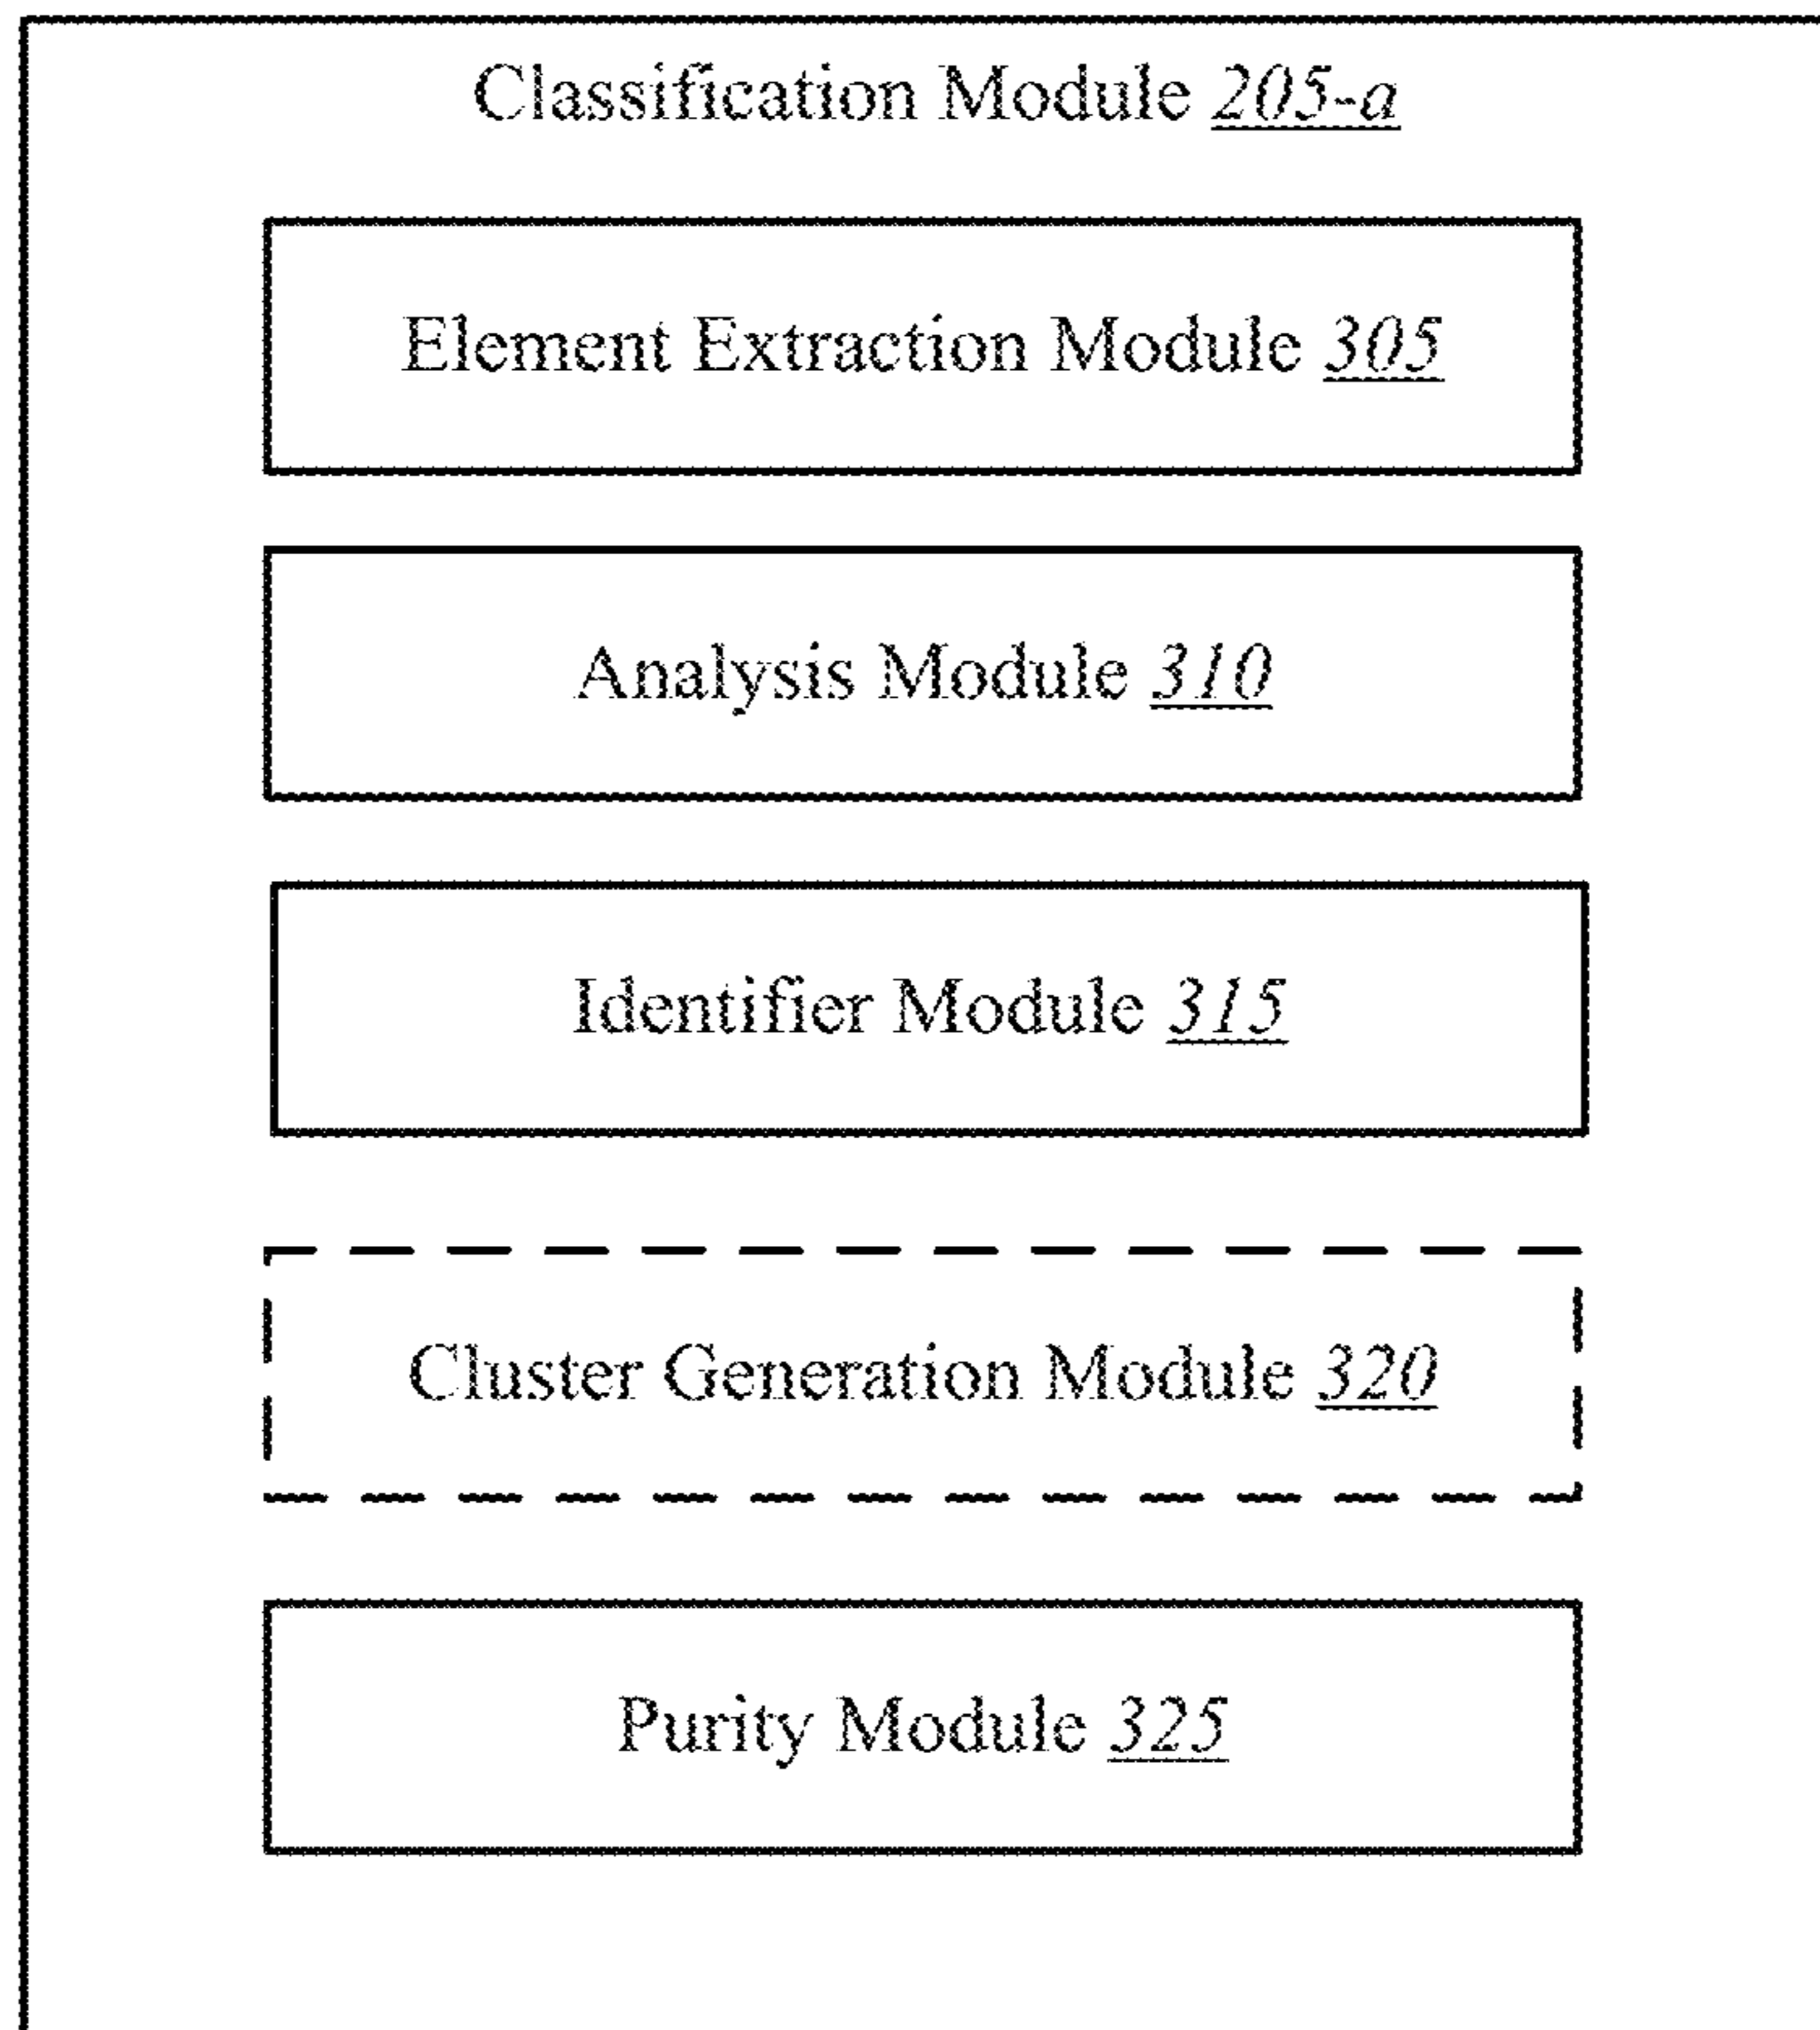 Classification Module 205-a
Element Extraction Module 305
Analysis Module 310
Identifier Module 315
Cluster Generation Module 320
Purity Module 325